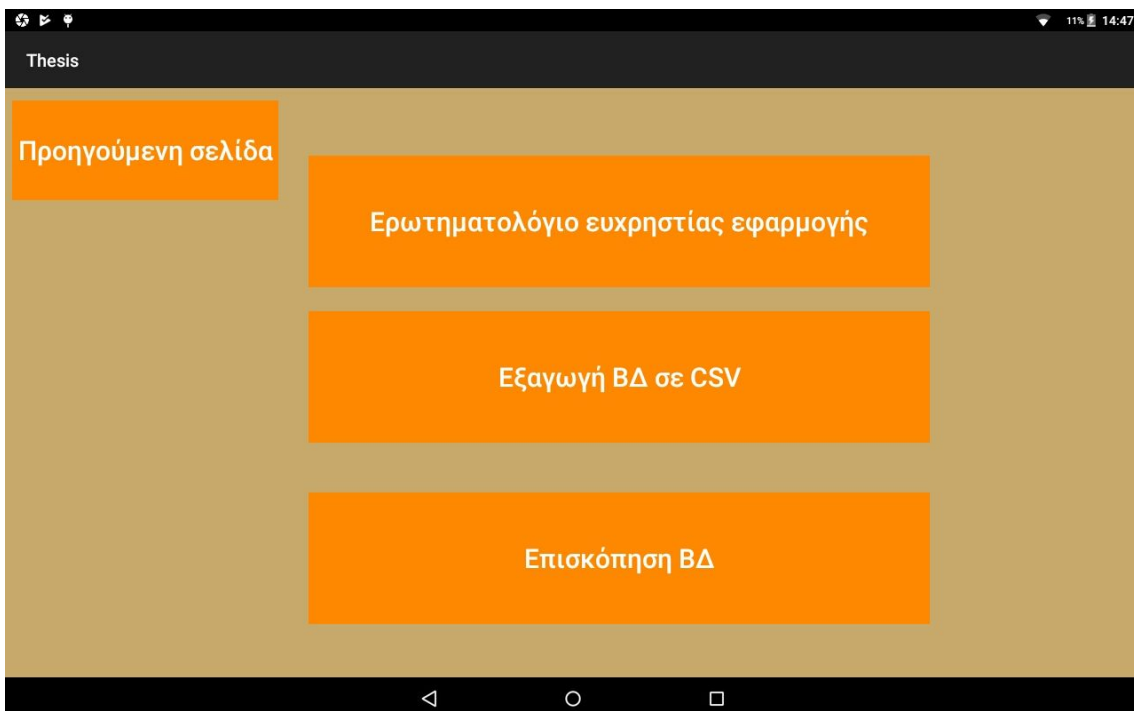 11% 14:47
Thesis
Προηγούμενη σελίδα
Ερωτηματολόγιο ευχρηστίας εφαρμογής
Εξαγωγή ΒΔ σε CSV
Επισκόπηση ΒΔ